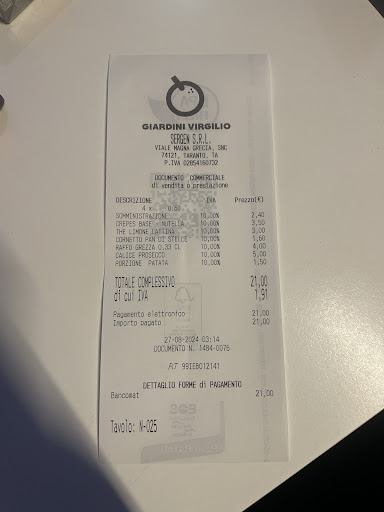 GIARDINI VIRGILIO
SERGEN S.R.L.
VIALE MAGNA GRECIA, SNC
74121, TARANTO, TA
P.IVA 02654160732
DOCUMENTO COMMERCIALE
di vendita o prestazione
DESCRIZIONE IVA Prezzo(€)
4 x 0,60
SOMMINISTRAZIONE 10,00% 2,40
CREPES BASE - NUTELLA 10,00% 3,50
THE LIMONE LATTINA 10,00% 3,00
CORNETTO PAN DI STELLE 10,00% 1,60
RAFFO GREZZA 0,33 CL 10,00% 4,00
CALICE PROSECCO 10,00% 5,00
PORZIONE PATATA 10,00% 1,50
TOTALE COMPLESSIVO 21,00
di cui IVA 1,91
Pagamento elettronico 21,00
Importo pagato 21,00
27-08-2024 03:14
DOCUMENTO N. 1484-0076
RT 99IEB012141
DETTAGLIO FORME di PAGAMENTO
Bancomat 21,00
Tavolo: N-025